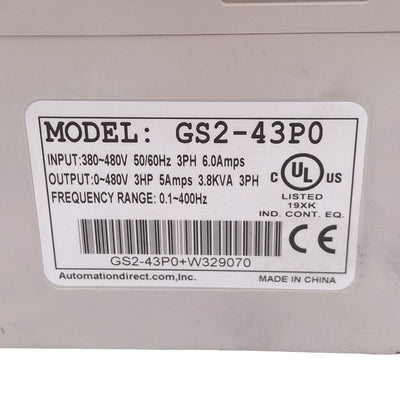 MODEL: GS2-43P0
INPUT:380~480V 50/60Hz 3PH 6.0Amps
OUTPUT:0~480V 3HP 5Amps 3.8KVA 3PH
FREQUENCY RANGE: 0.1~400Hz
C UL US
LISTED
19XK
IND. CONT. EQ.
CE
GS2-43P0+W329070
Automationdirect.com,Inc.
MADE IN CHINA